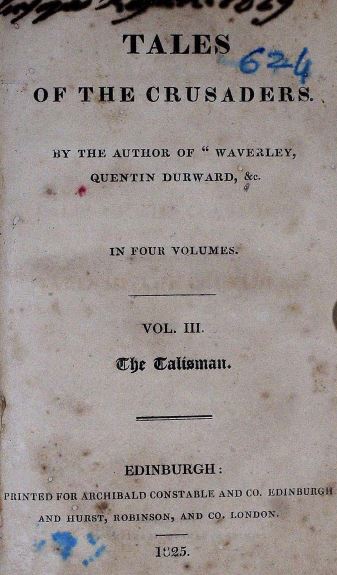 TALES
624
OF THE CRUSADERS.
BY THE AUTHOR OF “ WAVERLEY,
QUENTIN DURWARD, &c.
IN FOUR VOLUMES.
VOL. III.
The Talisman.
EDINBURGH:
PRINTED FOR ARCHIBALD CONSTABLE AND CO. EDINBURGH
AND HURST, ROBINSON, AND CO. LONDON.
1825.